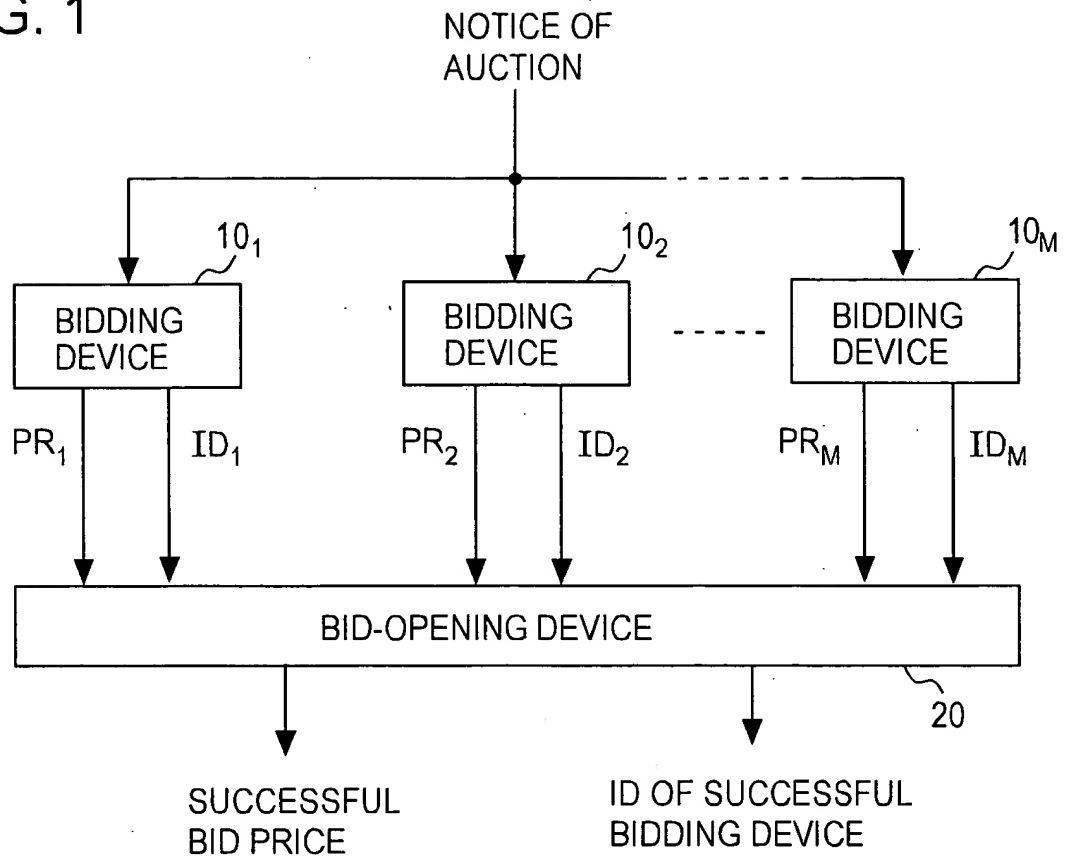 G. 1
NOTICE OF
AUCTION
10₁
10₂
10M
BIDDING
DEVICE
BIDDING
DEVICE
BIDDING
DEVICE
PR₁
ID₁
PR₂
ID₂
PRM
IDM
BID-OPENING DEVICE
20
SUCCESSFUL
BID PRICE
ID OF SUCCESSFUL
BIDDING DEVICE